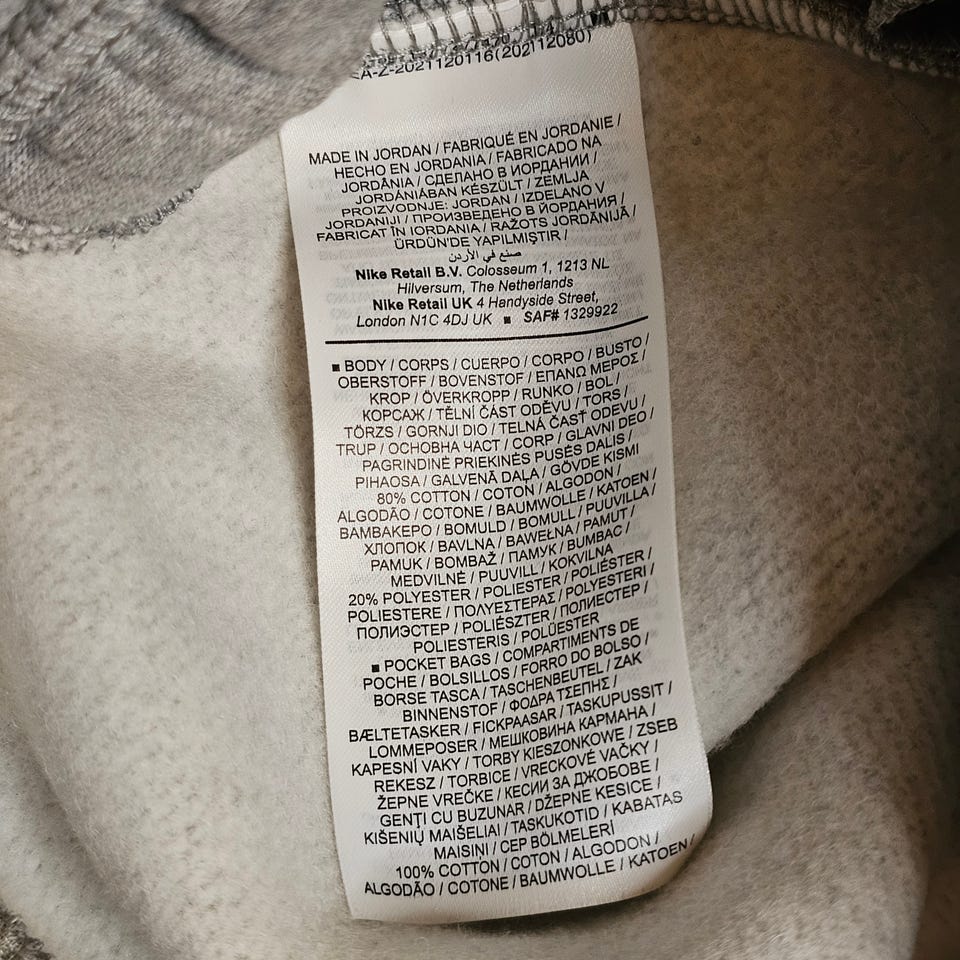 A-Z-2021120116(202112080)
MADE IN JORDAN / FABRIQUÉ EN JORDANIE /
HECHO EN JORDANIA / FABRICADO NA
JORDÂNIA / СДЕЛАНО В ИОРДАНИИ /
JORDÁNIÁBAN KÉSZÜLT / ZEMLJA
PROIZVODNJE: JORDAN / IZDELANO V
JORDANIJI / ПРОИЗВЕДЕНО В ЙОРДАНИЯ /
FABRICAT ÎN IORDANIA / RAŽOTS JORDĀNIJĀ /
ÜRDÜN'DE YAPILMIŞTIR /
صنع في الأردن
Nike Retail B.V. Colosseum 1, 1213 NL
Hilversum, The Netherlands
Nike Retail UK 4 Handyside Street,
London N1C 4DJ UK ■ SAF# 1329922
■ BODY / CORPS / CUERPO / CORPO / BUSTO /
OBERSTOFF / BOVENSTOF / ΕΠΑΝΩ ΜΕΡΟΣ /
KROP / ÖVERKROPP / RUNKO / BOL /
КОРСАЖ / TĚLNÍ ČÁST ODĚVU / TORS /
TÖRZS / GORNJI DIO / TELNÁ ČASŤ ODEVU /
TRUP / ОСНОВНА ЧАСТ / CORP / GLAVNI DEO /
PAGRINDINĖ PRIEKINĖS PUSĖS DALIS /
PIHAOSA / GALVENĀ DAĻA / GÖVDE KISMI
80% COTTON / COTON / ALGODON /
ALGODÃO / COTONE / BAUMWOLLE / KATOEN /
ΒΑΜΒΑΚΕΡΟ / BOMULD / BOMULL / PUUVILLA /
ХЛОПОК / BAVLNA / BAWEŁNA / PAMUT /
PAMUK / BOMBAŽ / ПАМУК / BUMBAC /
MEDVILNĖ / PUUVILL / KOKVILNA
20% POLYESTER / POLIESTER / POLIÉSTER /
POLIESTERE / ΠΟΛΥΕΣΤΕΡΑΣ / POLYESTERI /
ПОЛИЭСТЕР / POLIÉSZTER / ПОЛИЕСТЕР /
POLIESTERIS / POLÜESTER
■ POCKET BAGS / COMPARTIMENTS DE
POCHE / BOLSILLOS / FORRO DO BOLSO /
BORSE TASCA / TASCHENBEUTEL / ZAK
BINNENSTOF / ΦΟΔΡΑ ΤΣΕΠΗΣ /
BÆLTETASKER / FICKPAASAR / TASKUPUSSIT /
LOMMEPOSER / МЕШКОВИНА КАРМАНА /
KAPESNÍ VAKY / TORBY KIESZONKOWE / ZSEB
REKESZ / TORBICE / VRECKOVÉ VAČKY /
ŽEPNE VREČKE / КЕСИИ ЗА ДЖОБОВЕ /
GENȚI CU BUZUNAR / DŽEPNE KESICE /
KIŠENIŲ MAIŠELIAI / TASKUKOTID / KABATAS
MAISIŅI / CEP BÖLMELERİ
100% COTTON / COTON / ALGODON /
ALGODÃO / COTONE / BAUMWOLLE / KATOEN /